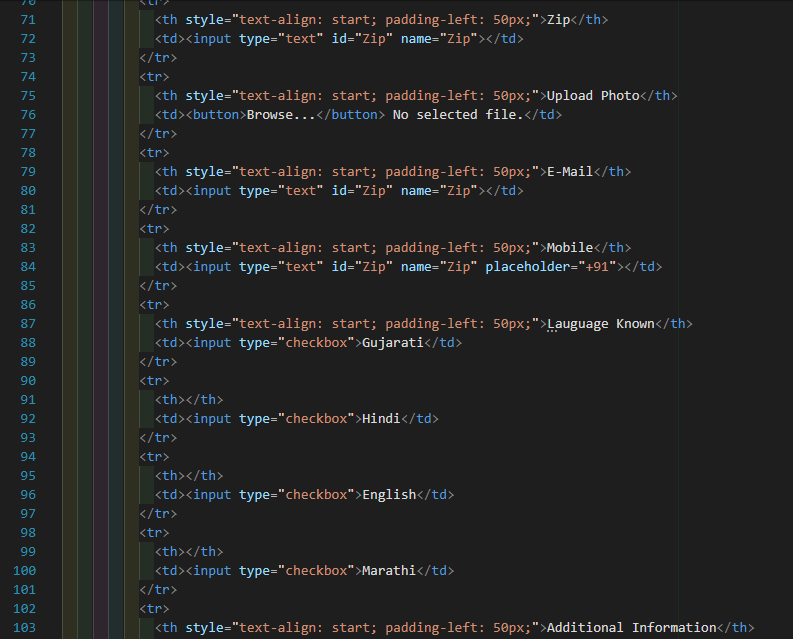 70 <tr>
71 <th style="text-align: start; padding-left: 50px;">Zip</th>
72 <td><input type="text" id="Zip" name="Zip"></td>
73 </tr>
74 <tr>
75 <th style="text-align: start; padding-left: 50px;">Upload Photo</th>
76 <td><button>Browse...</button> No selected file.</td>
77 </tr>
78 <tr>
79 <th style="text-align: start; padding-left: 50px;">E-Mail</th>
80 <td><input type="text" id="Zip" name="Zip"></td>
81 </tr>
82 <tr>
83 <th style="text-align: start; padding-left: 50px;">Mobile</th>
84 <td><input type="text" id="Zip" name="Zip" placeholder="+91"></td>
85 </tr>
86 <tr>
87 <th style="text-align: start; padding-left: 50px;">Lauguage Known</th>
88 <td><input type="checkbox">Gujarati</td>
89 </tr>
90 <tr>
91 <th></th>
92 <td><input type="checkbox">Hindi</td>
93 </tr>
94 <tr>
95 <th></th>
96 <td><input type="checkbox">English</td>
97 </tr>
98 <tr>
99 <th></th>
100 <td><input type="checkbox">Marathi</td>
101 </tr>
102 <tr>
103 <th style="text-align: start; padding-left: 50px;">Additional Information</th>